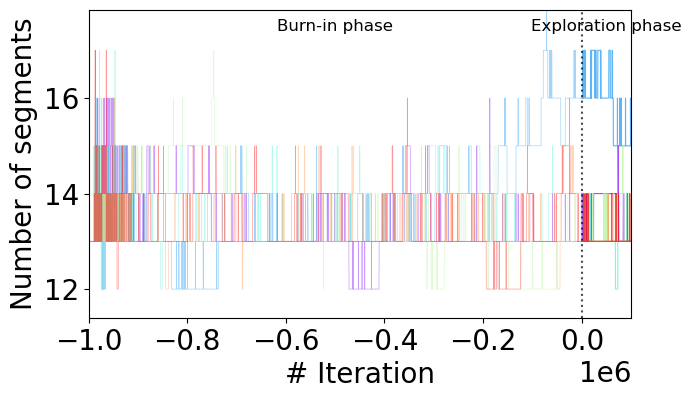 Burn-in phase
Exploration phase
Number of segments
16
14
12
−1.0
−0.8
−0.6
−0.4
−0.2
0.0
# Iteration
1e6